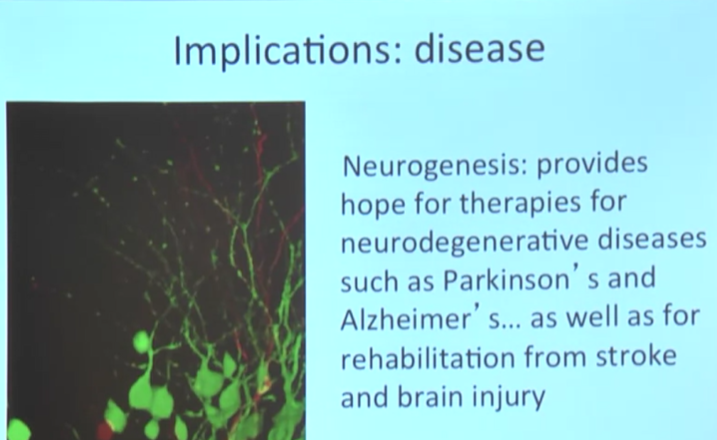 Implications: disease
Neurogenesis: provides
hope for therapies for
neurodegenerative diseases
such as Parkinson’ s and
Alzheimer’ s... as well as for
rehabilitation from stroke
and brain injury